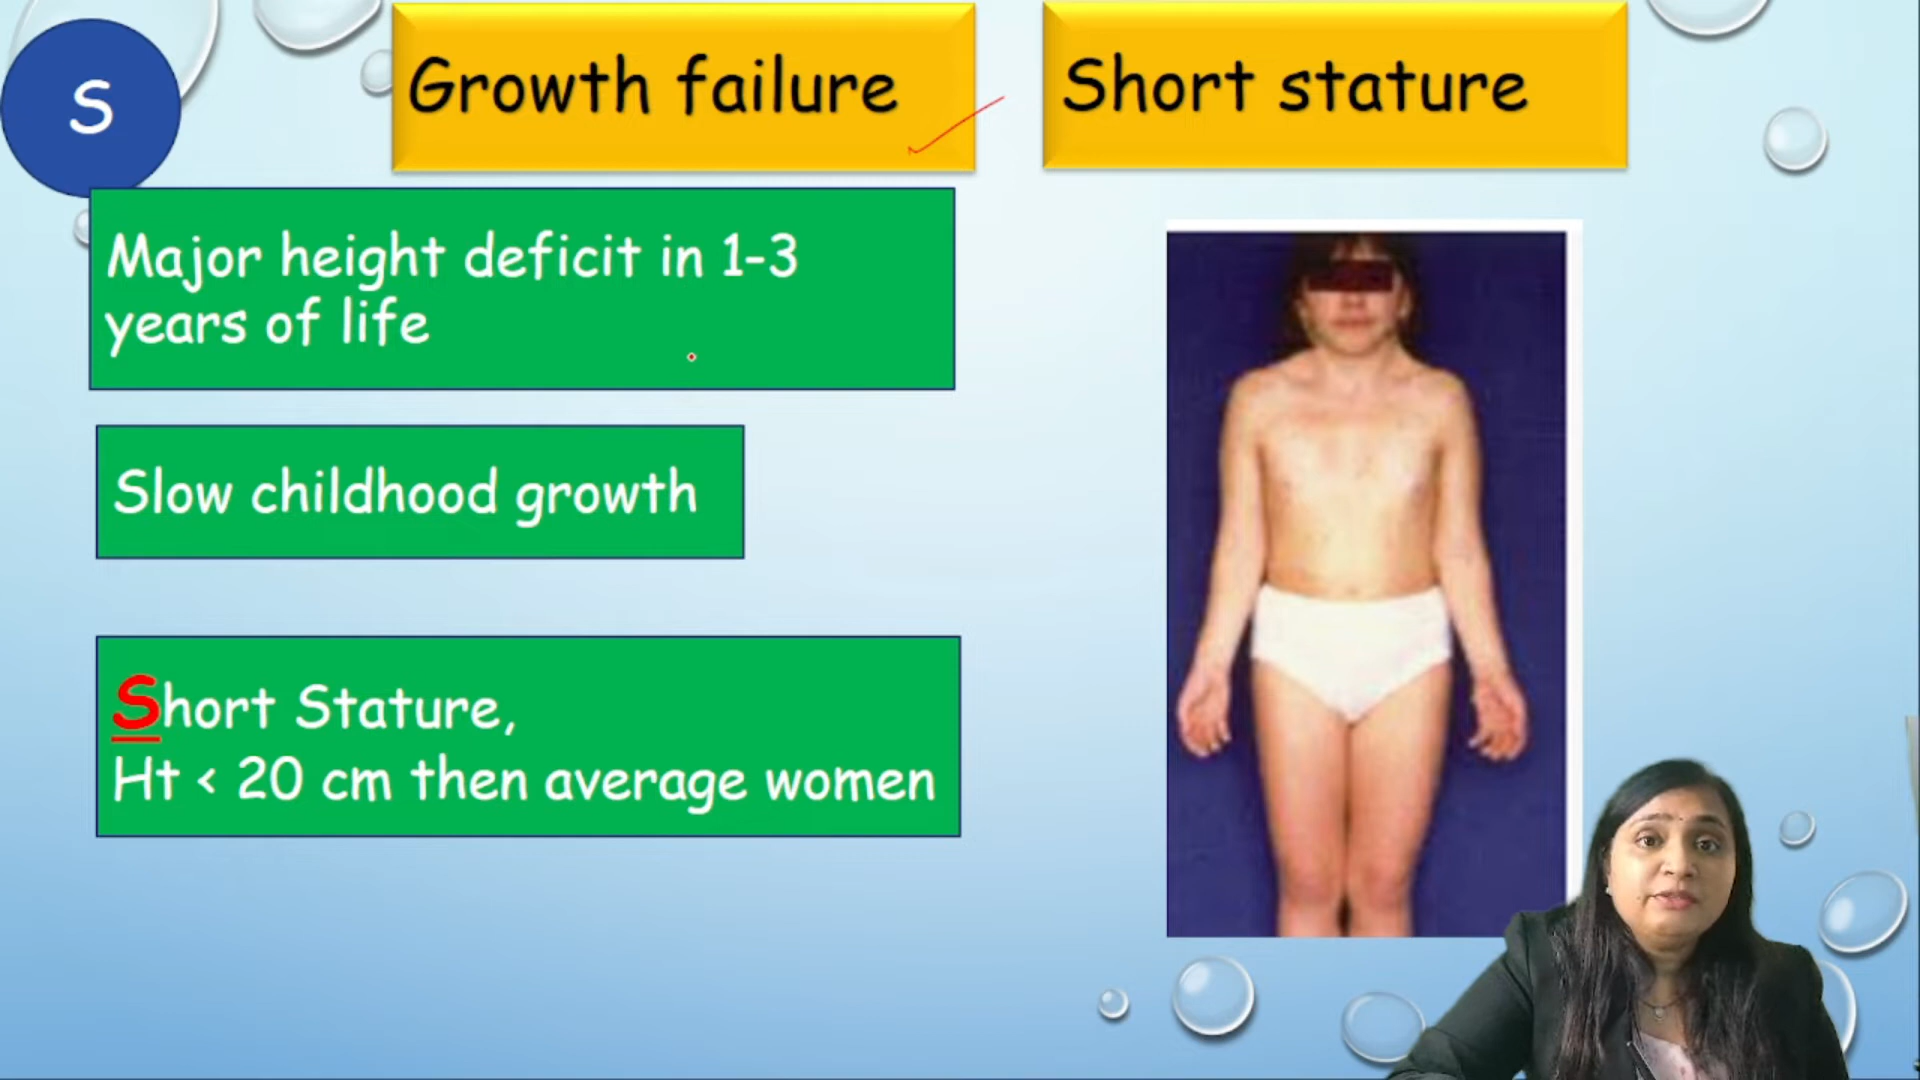 S
Growth failure
Short stature
Major height deficit in 1-3
years of life
Slow childhood growth
Short Stature,
Ht < 20 cm then average women